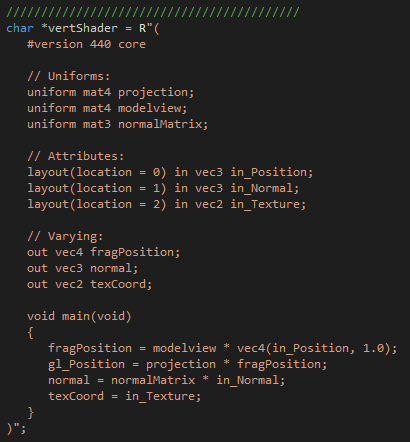 //////////////////////////////////////////
char *vertShader = R"(
   #version 440 core

   // Uniforms:
   uniform mat4 projection;
   uniform mat4 modelview;
   uniform mat3 normalMatrix;

   // Attributes:
   layout(location = 0) in vec3 in_Position;
   layout(location = 1) in vec3 in_Normal;
   layout(location = 2) in vec2 in_Texture;

   // Varying:
   out vec4 fragPosition;
   out vec3 normal;
   out vec2 texCoord;

   void main(void)
   {
      fragPosition = modelview * vec4(in_Position, 1.0);
      gl_Position = projection * fragPosition;
      normal = normalMatrix * in_Normal;
      texCoord = in_Texture;
   }
)";